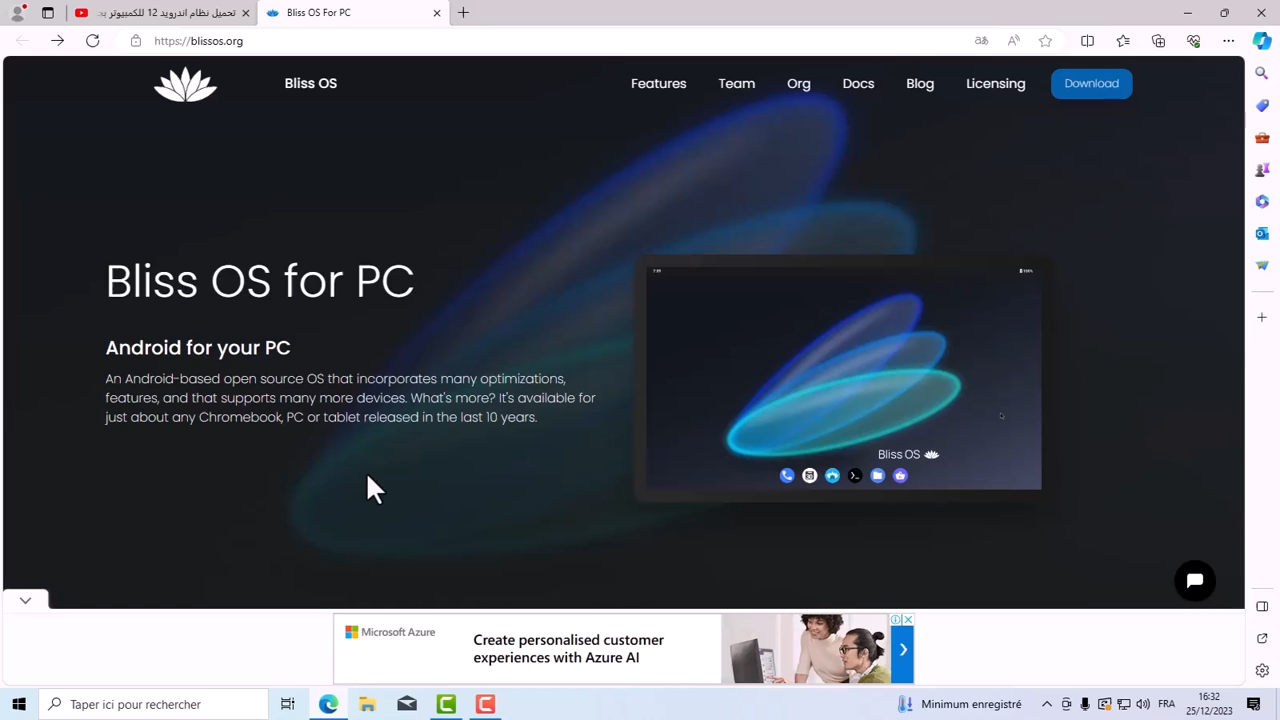 تحميل نظام اندرويد 12 للكمبيوتر بج
Bliss OS For PC
https://blissos.org
Bliss OS
Features
Team
Org
Docs
Blog
Licensing
Download
Bliss OS for PC
Android for your PC
An Android-based open source OS that incorporates many optimizations,
features, and that supports many more devices. What's more? It's available for
just about any Chromebook, PC or tablet released in the last 10 years.
7:39
100%
Bliss OS
Microsoft Azure
Create personalised customer
experiences with Azure AI
Taper ici pour rechercher
Minimum enregistré
FRA
16:32
25/12/2023